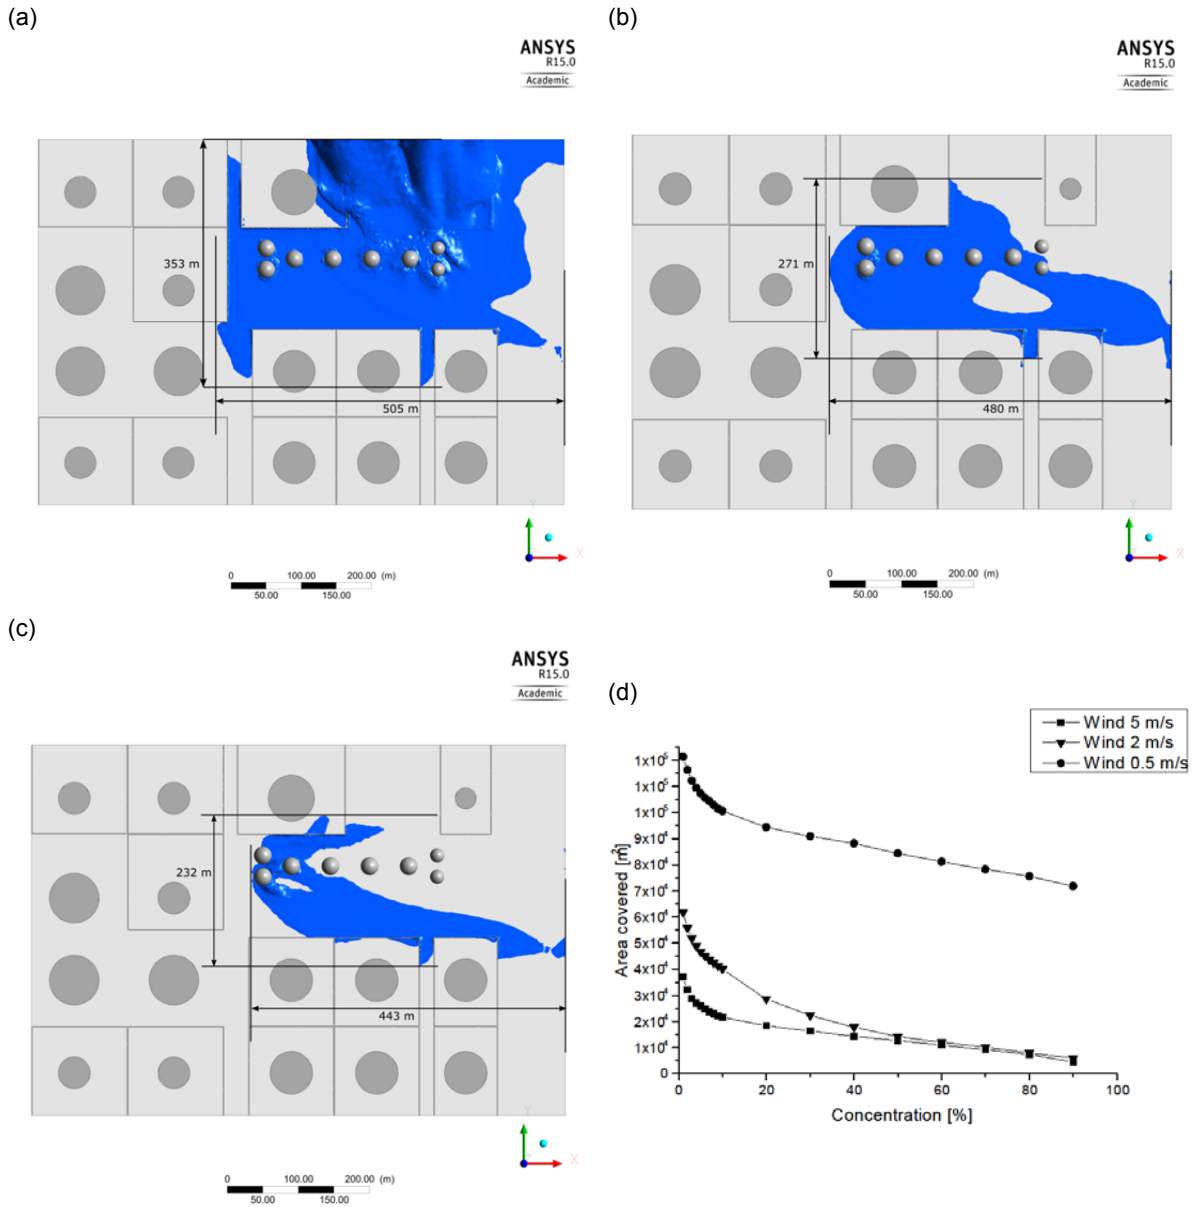 (a)
ANSYS
R15.0
Academic
353 m
505 m
Y
X
0 100.00 200.00 (m)
50.00 150.00
(b)
ANSYS
R15.0
Academic
271 m
480 m
Y
X
0 100.00 200.00 (m)
50.00 150.00
(c)
ANSYS
R15.0
Academic
232 m
443 m
Y
X
0 100.00 200.00 (m)
50.00 150.00
(d)
Wind 5 m/s
Wind 2 m/s
Wind 0.5 m/s
Area covered [m²]
1x10⁵
1x10⁵
9x10⁴
8x10⁴
7x10⁴
6x10⁴
5x10⁴
4x10⁴
3x10⁴
2x10⁴
1x10⁴
0
0 20 40 60 80 100
Concentration [%]